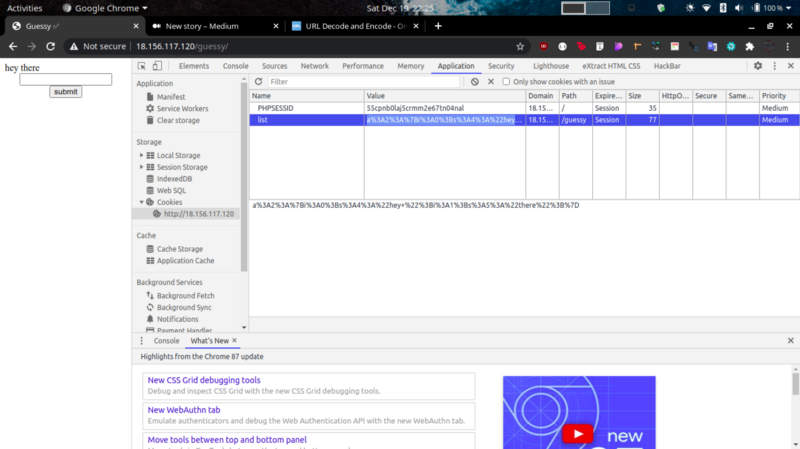 Activities Google Chrome Sat Dec 19 22:25 100 %
Guessy New story – Medium URL Decode and Encode - On
Not secure 18.156.117.120/guessy/
hey there
submit
Elements Console Sources Network Performance Memory Application Security Lighthouse eXtract HTML CSS HackBar
Application
Manifest
Service Workers
Clear storage
Storage
Local Storage
Session Storage
IndexedDB
Web SQL
Cookies
http://18.156.117.120
Cache
Cache Storage
Application Cache
Background Services
Background Fetch
Background Sync
Notifications
Payment Handler
Filter Only show cookies with an issue
Name Value Domain Path Expire... Size HttpO... Secure Same... Priority
PHPSESSID 55cpnb0laj5crmm2e67tn04nal 18.15... / Session 35 Medium
list a%3A2%3A%7Bi%3A0%3Bs%3A4%3A%22hey... 18.15... /guessy Session 77 Medium
a%3A2%3A%7Bi%3A0%3Bs%3A4%3A%22hey+%22%3Bi%3A1%3Bs%3A5%3A%22there%22%3B%7D
Console What's New
Highlights from the Chrome 87 update
New CSS Grid debugging tools
Debug and inspect CSS Grid with the new CSS Grid debugging tools.
New WebAuthn tab
Emulate authenticators and debug the Web Authentication API with the new WebAuthn tab.
Move tools between top and bottom panel
new